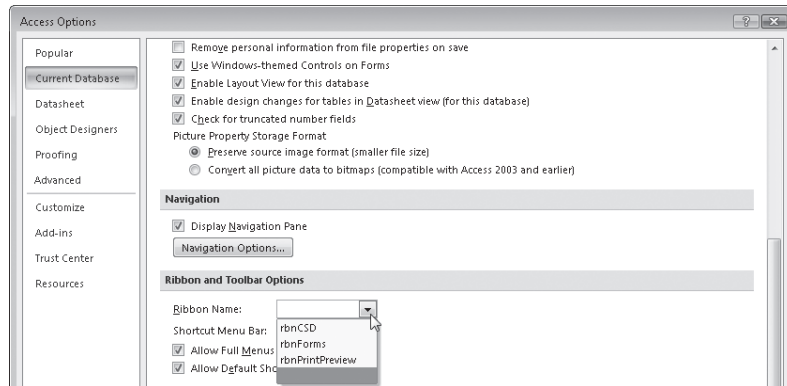 Access Options
Popular
Current Database
Datasheet
Object Designers
Proofing
Advanced
Customize
Add-ins
Trust Center
Resources
Remove personal information from file properties on save
Use Windows-themed Controls on Forms
Enable Layout View for this database
Enable design changes for tables in Datasheet view (for this database)
Check for truncated number fields
Picture Property Storage Format
Preserve source image format (smaller file size)
Convert all picture data to bitmaps (compatible with Access 2003 and earlier)
Navigation
Display Navigation Pane
Navigation Options...
Ribbon and Toolbar Options
Ribbon Name:
Shortcut Menu Bar:
rbnCSD
rbnForms
rbnPrintPreview
Allow Full Menus
Allow Default